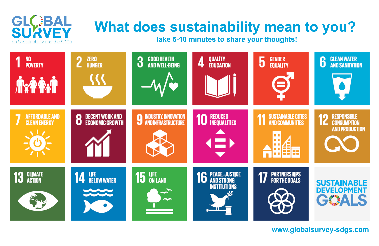 GLOBAL
SURVEY
What does sustainability mean to you?
Take 5-10 minutes to share your thoughts!
1 NO
POVERTY
2 ZERO
HUNGER
3 GOOD HEALTH
AND WELL-BEING
4 QUALITY
EDUCATION
5 GENDER
EQUALITY
6 CLEAN WATER
AND SANITATION
7 AFFORDABLE AND
CLEAN ENERGY
8 DECENT WORK AND
ECONOMIC GROWTH
9 INDUSTRY, INNOVATION
AND INFRASTRUCTURE
10 REDUCED
INEQUALITIES
11 SUSTAINABLE CITIES
AND COMMUNITIES
12 RESPONSIBLE
CONSUMPTION
AND PRODUCTION
13 CLIMATE
ACTION
14 LIFE
BELOW WATER
15 LIFE
ON LAND
16 PEACE, JUSTICE
AND STRONG
INSTITUTIONS
17 PARTNERSHIPS
FOR THE GOALS
SUSTAINABLE
DEVELOPMENT
GOALS
www.globalsurvey-sdgs.com